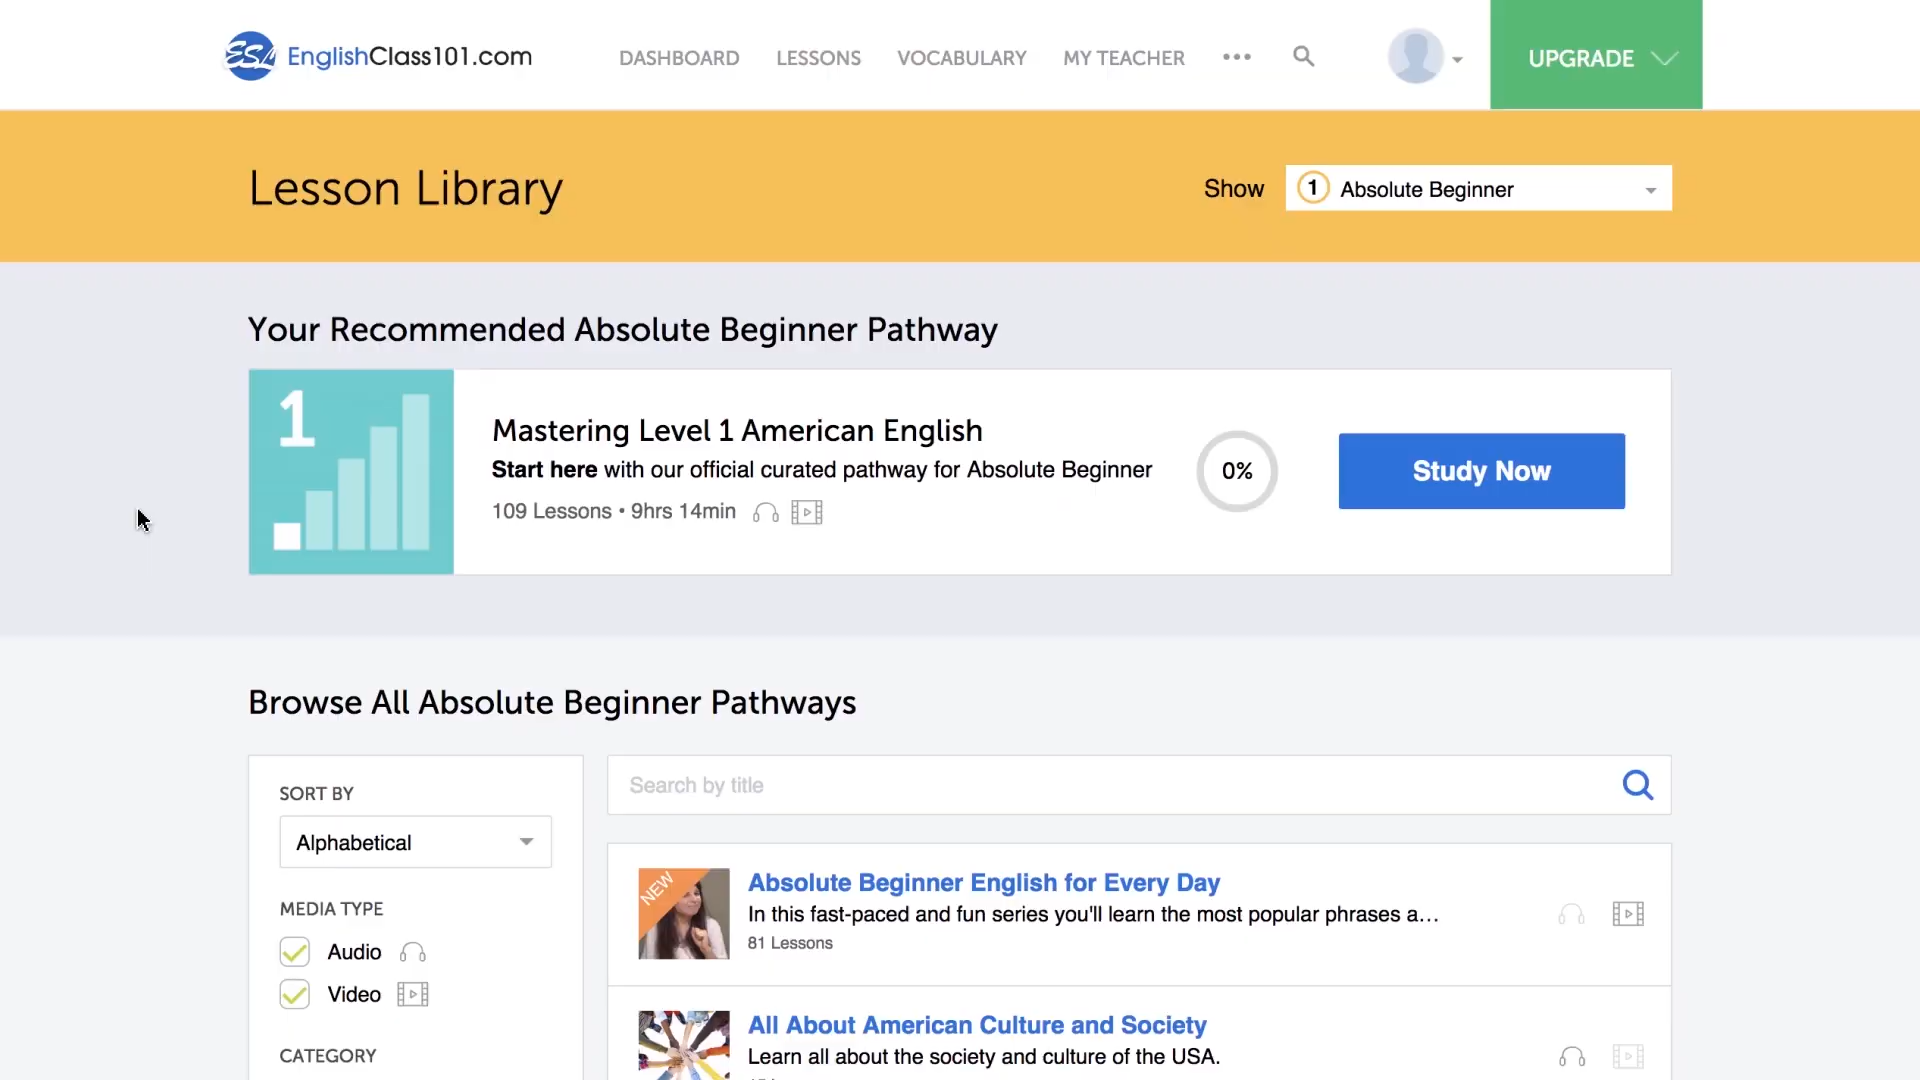 ESL EnglishClass101.com
DASHBOARD LESSONS VOCABULARY MY TEACHER UPGRADE
Lesson Library
Show 1 Absolute Beginner
Your Recommended Absolute Beginner Pathway
1
Mastering Level 1 American English
Start here with our official curated pathway for Absolute Beginner
109 Lessons • 9hrs 14min
0%
Study Now
Browse All Absolute Beginner Pathways
SORT BY
Alphabetical
MEDIA TYPE
Audio
Video
CATEGORY
Search by title
NEW
Absolute Beginner English for Every Day
In this fast-paced and fun series you'll learn the most popular phrases a...
81 Lessons
All About American Culture and Society
Learn all about the society and culture of the USA.